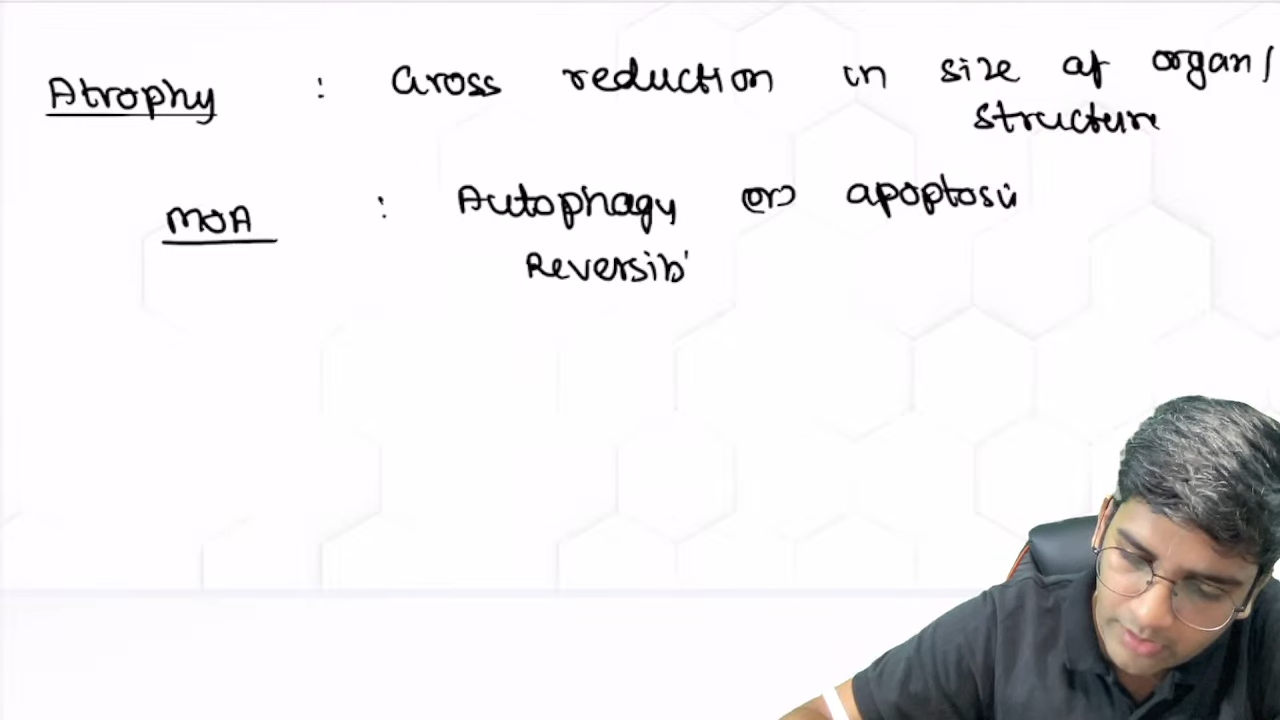 Atrophy : Gross reduction in size of organ/
structure
MOA : Autophagy (or) apoptosis
Reversib